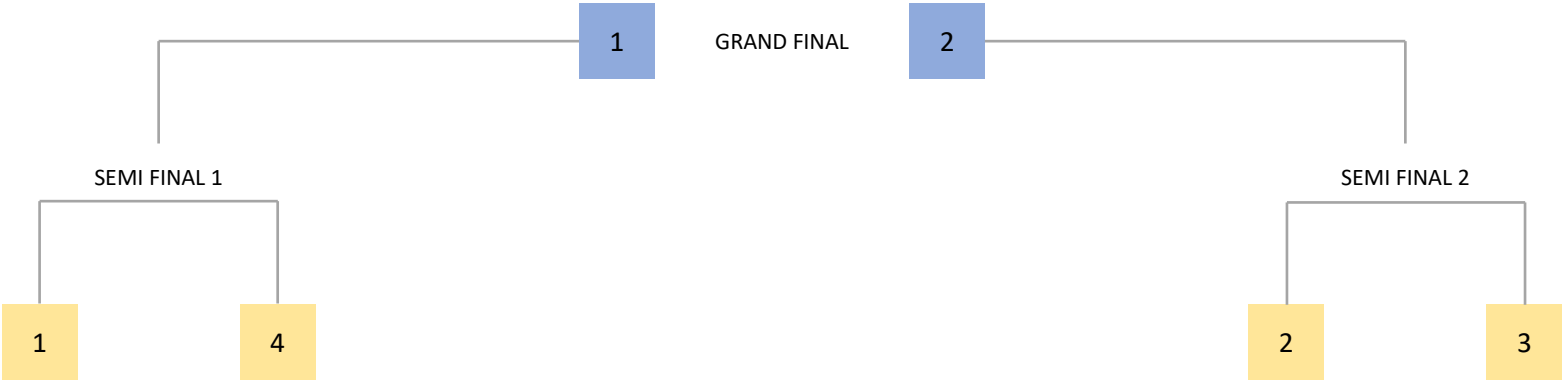 1 GRAND FINAL 2
SEMI FINAL 1 SEMI FINAL 2
1 4 2 3